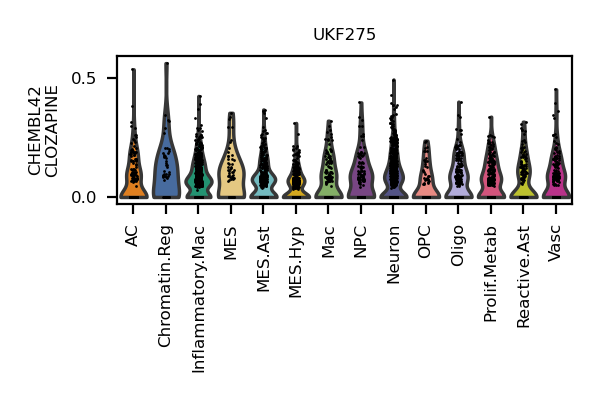 UKF275
CHEMBL42
CLOZAPINE
0.5
0.0
AC
Chromatin.Reg
Inflammatory.Mac
MES
MES.Ast
MES.Hyp
Mac
NPC
Neuron
OPC
Oligo
Prolif.Metab
Reactive.Ast
Vasc